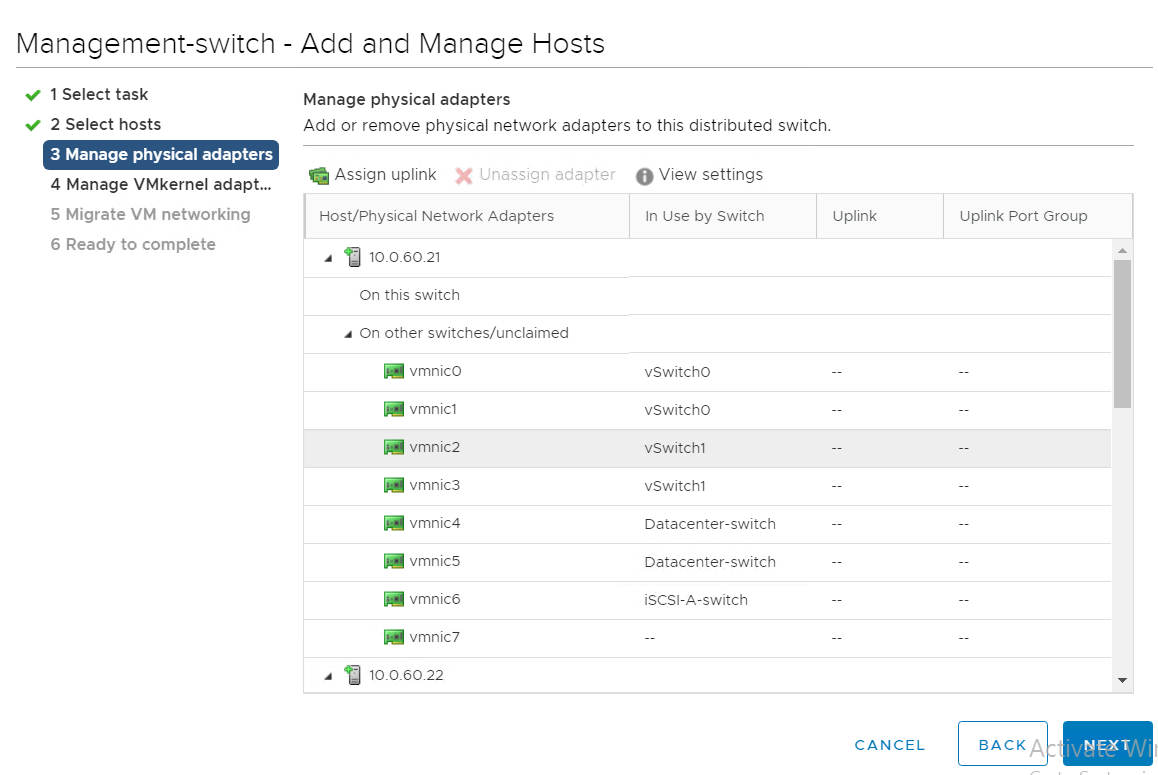 Management-switch - Add and Manage Hosts
1 Select task
2 Select hosts
3 Manage physical adapters
4 Manage VMkernel adapt...
5 Migrate VM networking
6 Ready to complete
Manage physical adapters
Add or remove physical network adapters to this distributed switch.
Assign uplink Unassign adapter View settings
Host/Physical Network Adapters In Use by Switch Uplink Uplink Port Group
10.0.60.21
On this switch
On other switches/unclaimed
vmnic0 vSwitch0 -- --
vmnic1 vSwitch0 -- --
vmnic2 vSwitch1 -- --
vmnic3 vSwitch1 -- --
vmnic4 Datacenter-switch -- --
vmnic5 Datacenter-switch -- --
vmnic6 iSCSI-A-switch -- --
vmnic7 -- -- --
10.0.60.22
CANCEL BACK NEXT
Activate Wi